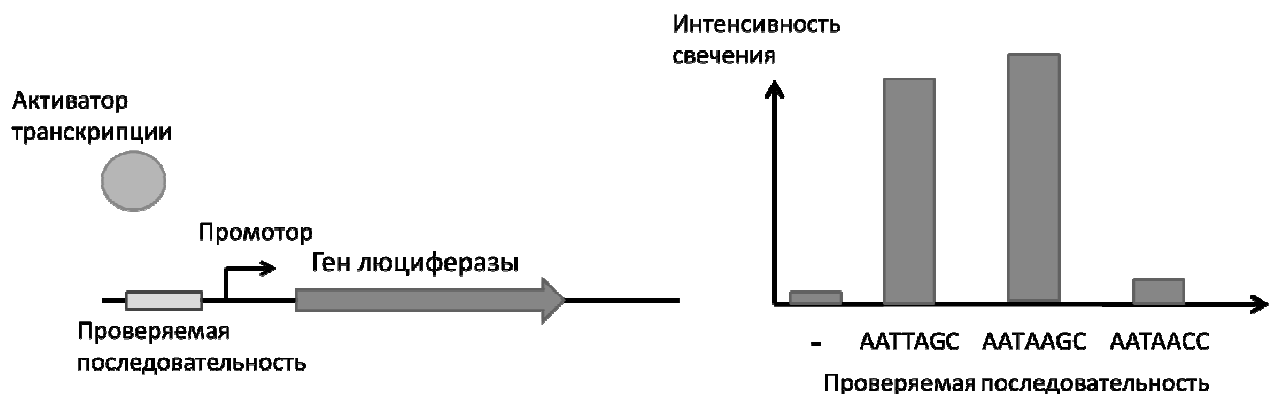 Активатор
транскрипции
Промотор
Ген люциферазы
Проверяемая
последовательность
Интенсивность
свечения
- AATTAGC AATAAGC AATAACC
Проверяемая последовательность